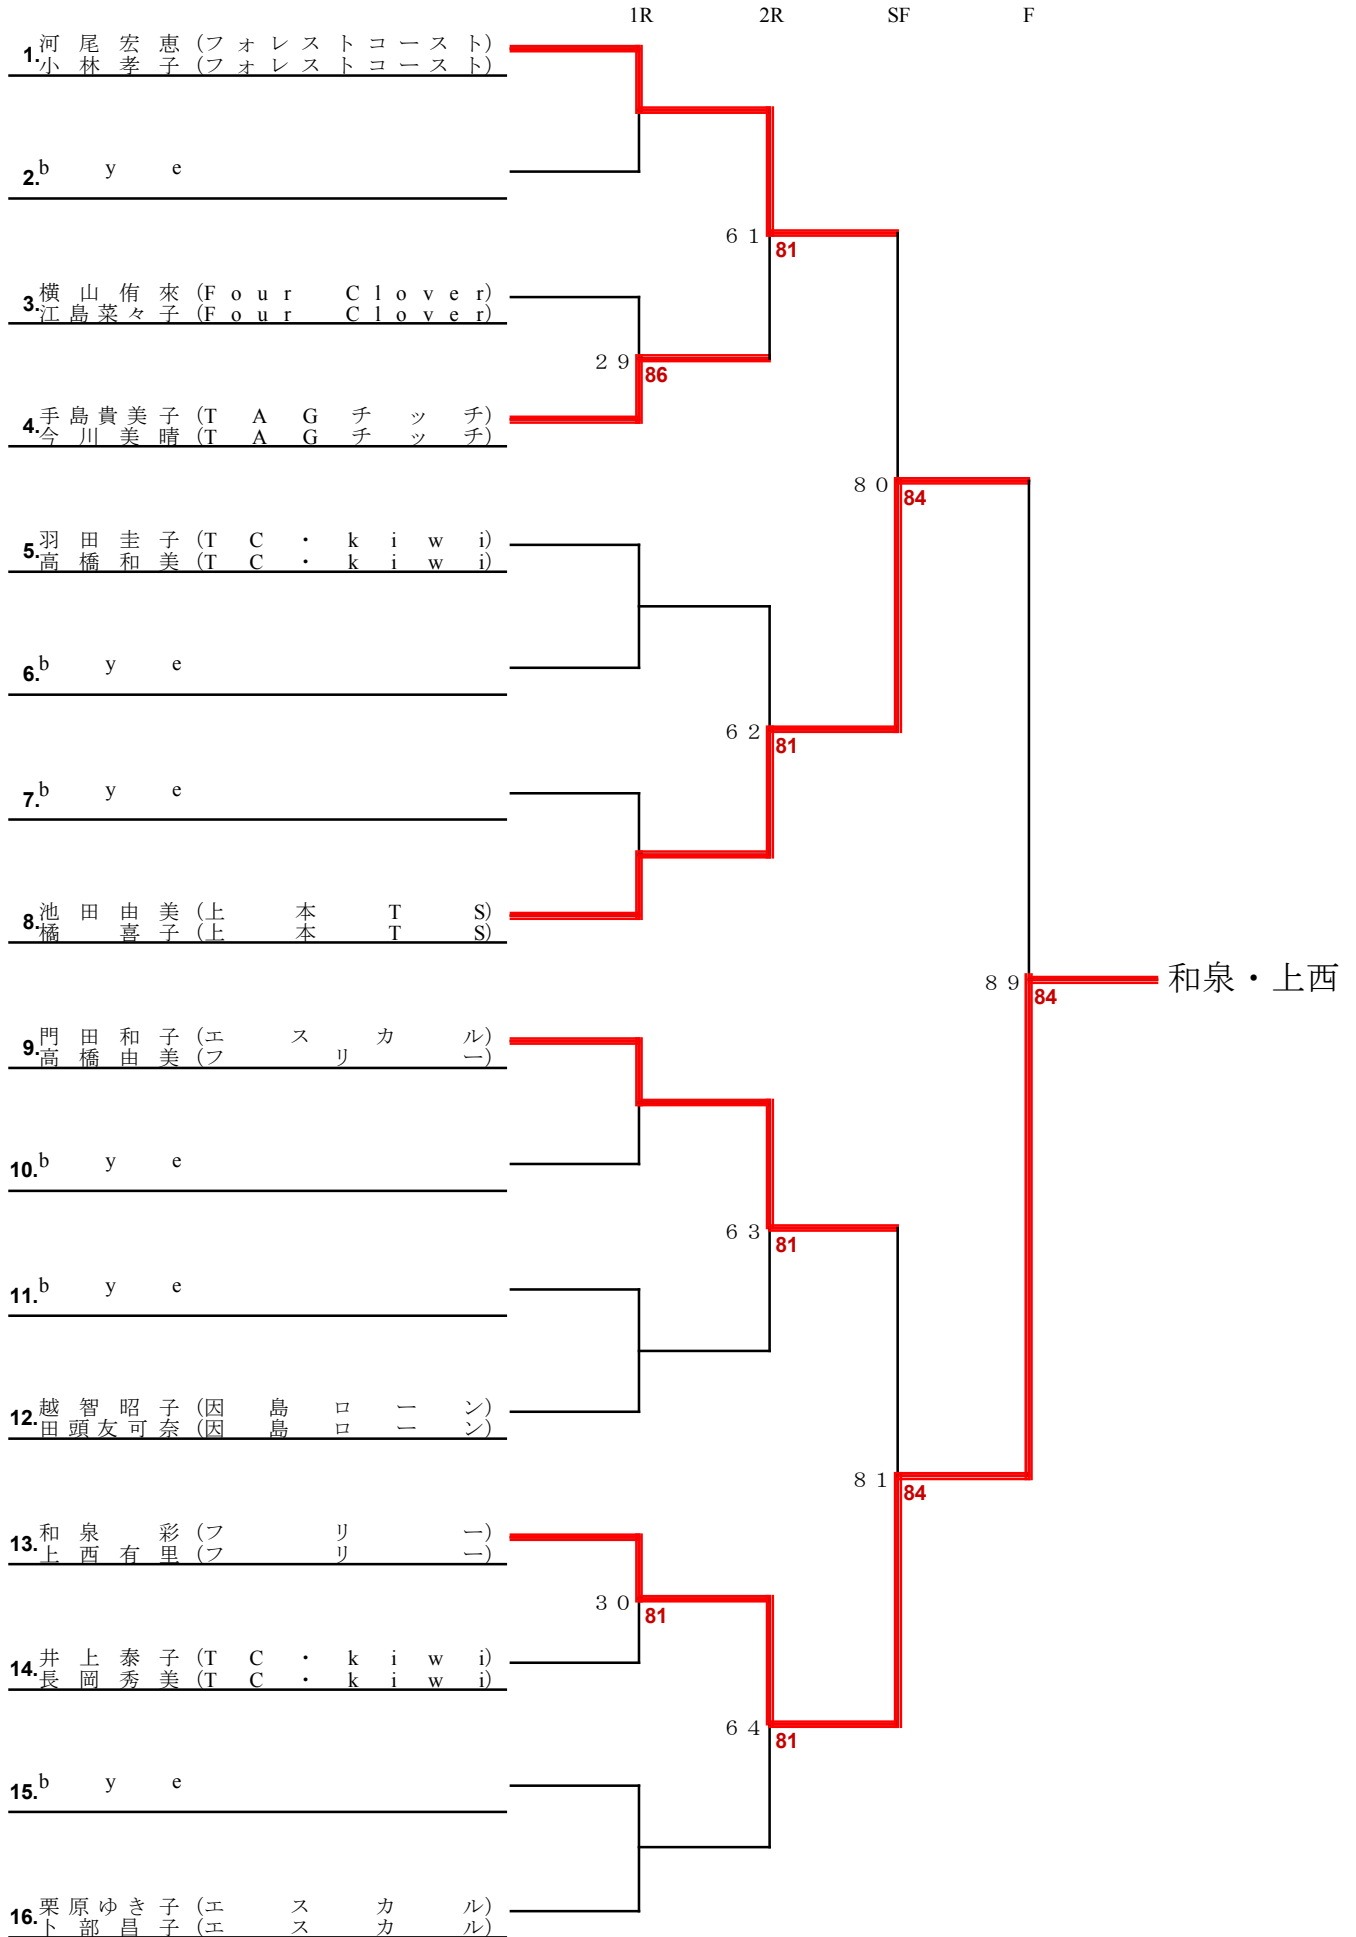 1R 2R SF F
1. 河尾宏恵 (フォレストコースト)
小林孝子 (フォレストコースト)
2. bye
61 81
3. 横山侑來 (Four Clover)
江島菜々子 (Four Clover)
29 86
4. 手島貴美子 (TAGチッチ)
今川美晴 (TAGチッチ)
80 84
5. 羽田圭子 (TC・kiwi)
高橋和美 (TC・kiwi)
6. bye
62 81
7. bye
8. 池田由美 (上本TS)
橘喜子 (上本TS)
89 84 和泉・上西
9. 門田和子 (エスカル)
高橋由美 (フリー)
10. bye
63 81
11. bye
12. 越智昭子 (因島ローン)
田頭友可奈 (因島ローン)
81 84
13. 和泉彩 (フリー)
上西有里 (フリー)
30 81
14. 井上泰子 (TC・kiwi)
長岡秀美 (TC・kiwi)
64 81
15. bye
16. 栗原ゆき子 (エスカル)
卜部昌子 (エスカル)